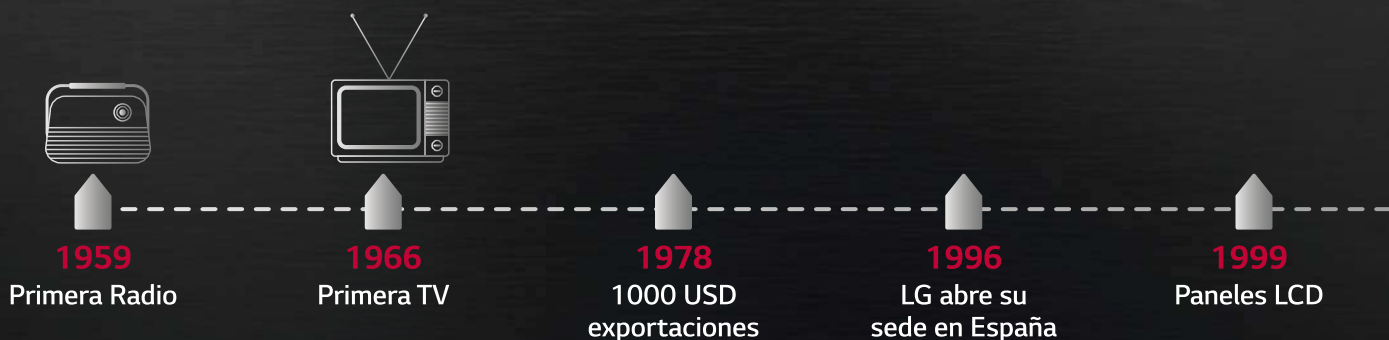 1959
Primera Radio
1966
Primera TV
1978
1000 USD
exportaciones
1996
LG abre su
sede en España
1999
Paneles LCD